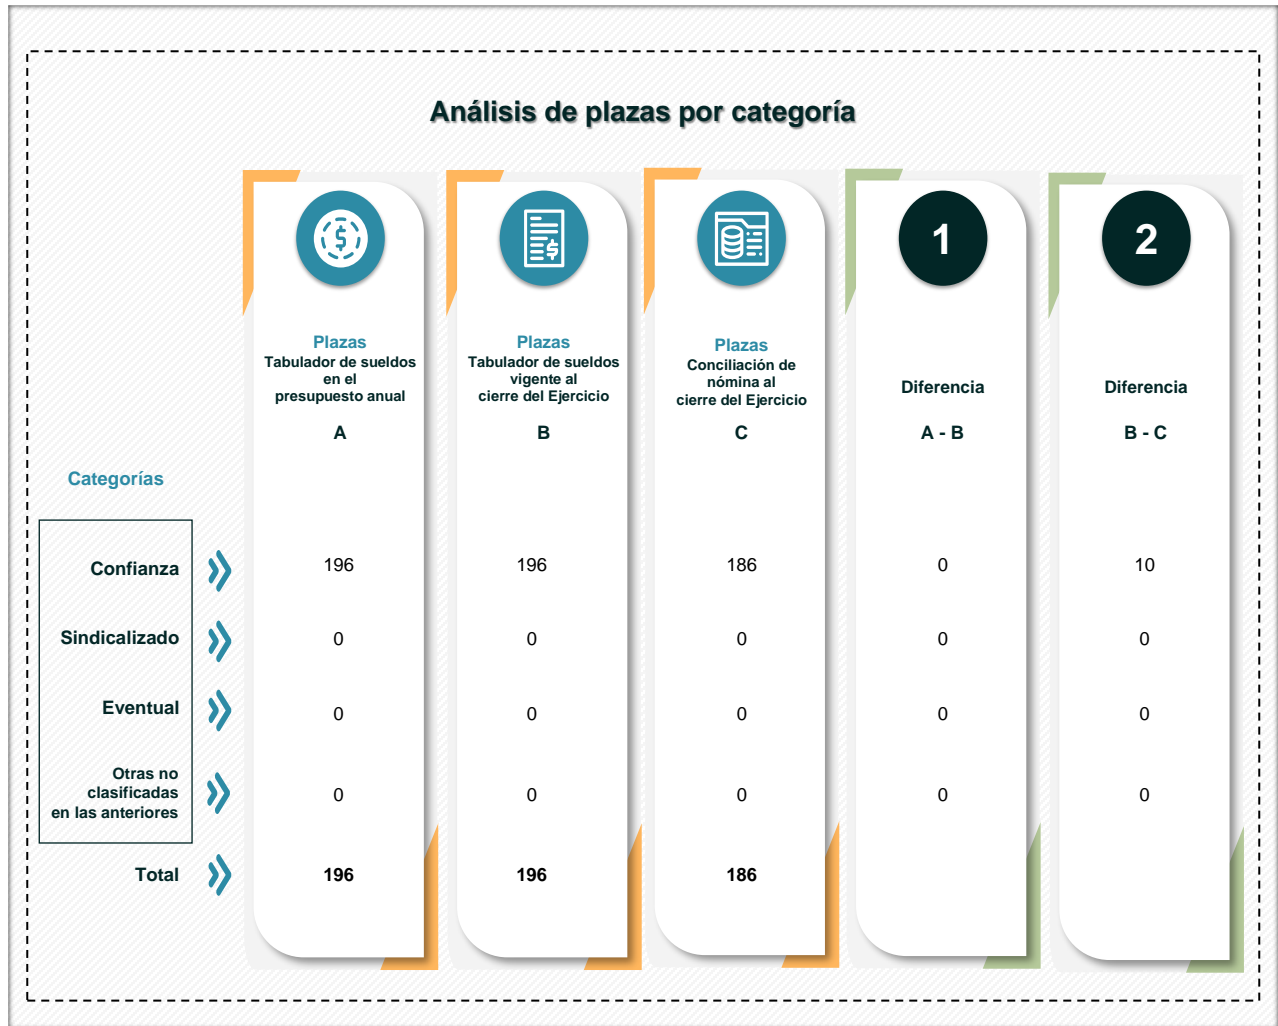 Análisis de plazas por categoría
1
2
Plazas
Tabulador de sueldos
en el
presupuesto anual
A
Plazas
Tabulador de sueldos
vigente al
cierre del Ejercicio
B
Plazas
Conciliación de
nómina al
cierre del Ejercicio
C
Diferencia
A - B
Diferencia
B - C
Categorías
Confianza 196 196 186 0 10
Sindicalizado 0 0 0 0 0
Eventual 0 0 0 0 0
Otras no
clasificadas
en las anteriores 0 0 0 0 0
Total 196 196 186